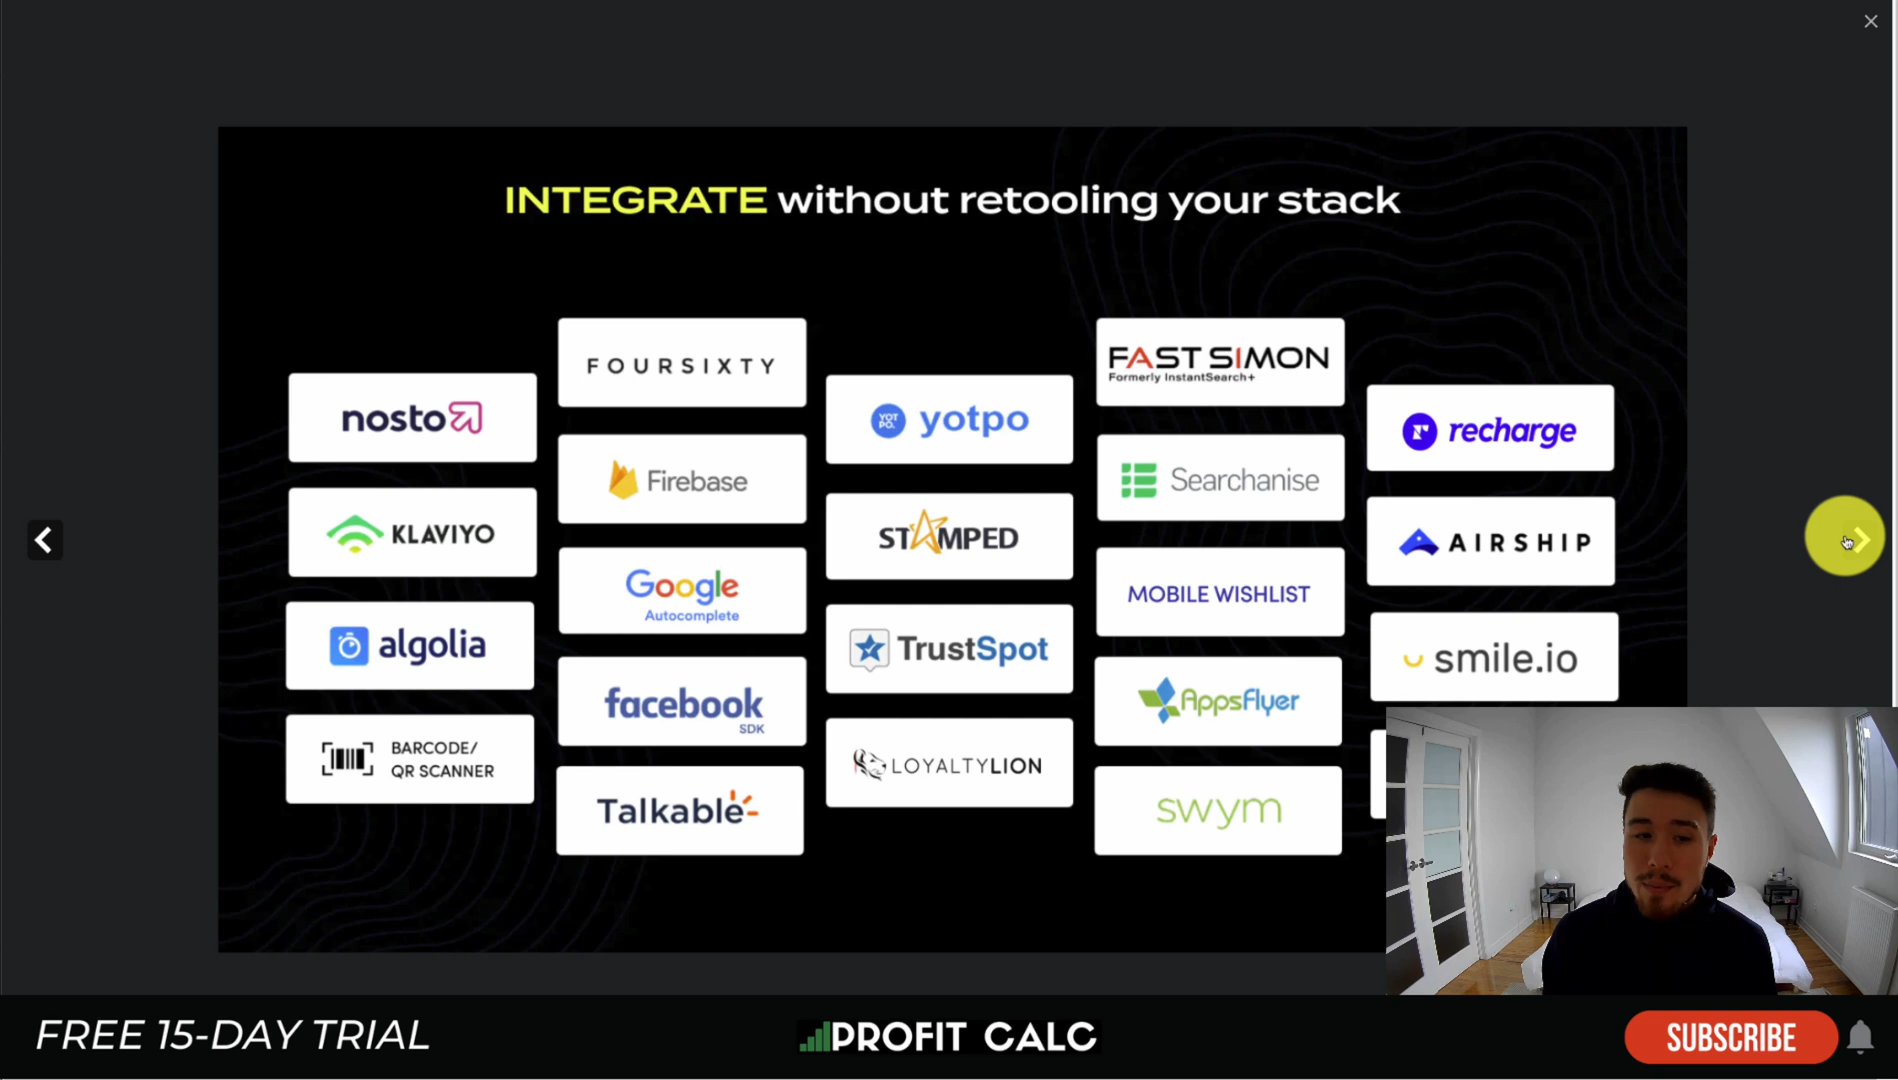 INTEGRATE without retooling your stack
nosto
KLAVIYO
algolia
BARCODE/
QR SCANNER
FOURSIXTY
Firebase
Google
Autocomplete
facebook
SDK
Talkable
YOT
PO.
yotpo
STAMPED
TrustSpot
LOYALTYLION
FAST SIMON
Formerly InstantSearch+
Searchanise
MOBILE WISHLIST
AppsFlyer
swym
recharge
AIRSHIP
smile.io
FREE 15-DAY TRIAL
PROFIT CALC
SUBSCRIBE